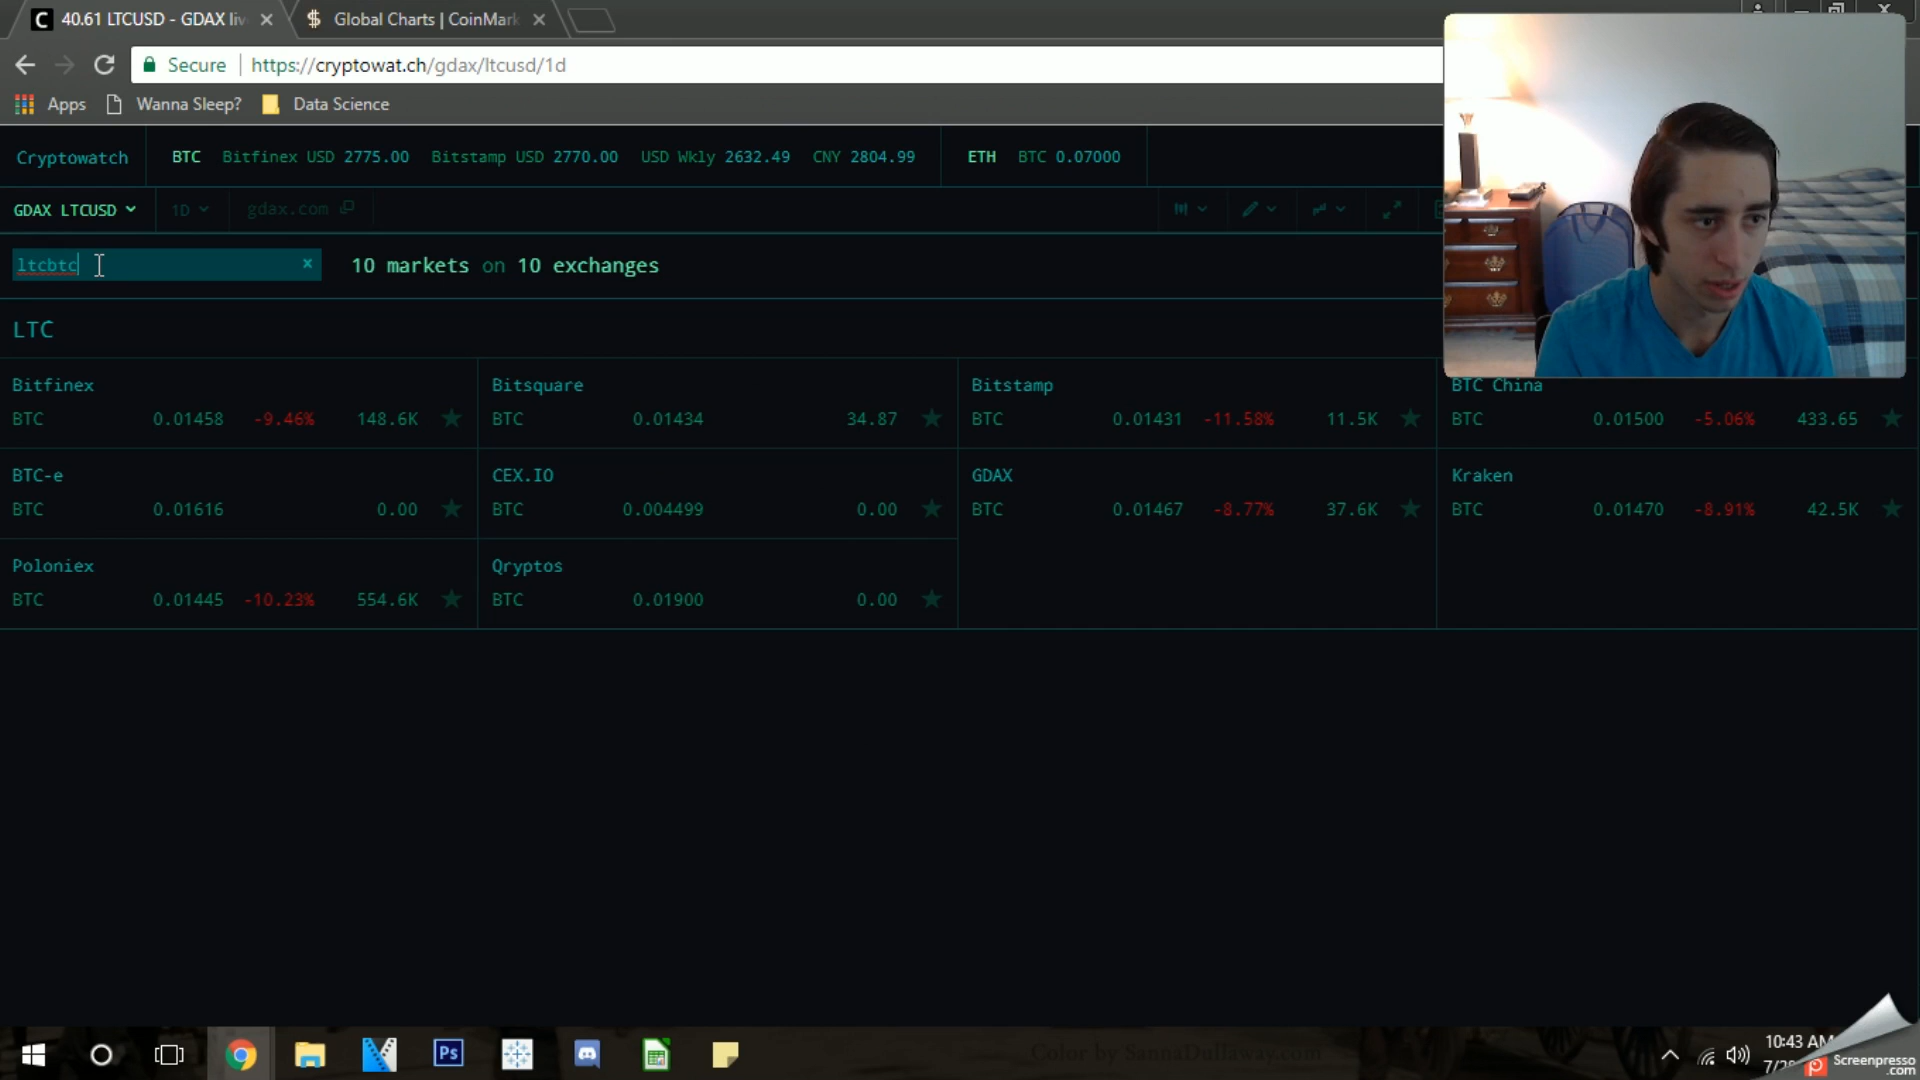 40.61 LTCUSD - GDAX liv
Global Charts | CoinMark
Secure
https://cryptowat.ch/gdax/ltcusd/1d
Apps
Wanna Sleep?
Data Science
Cryptowatch
BTC Bitfinex USD 2775.00 Bitstamp USD 2770.00 USD Wkly 2632.49 CNY 2804.99
ETH BTC 0.07000
GDAX LTCUSD
1D
gdax.com
ltcbtc
10 markets on 10 exchanges
LTC
Bitfinex
BTC 0.01458 -9.46% 148.6K
Bitsquare
BTC 0.01434 34.87
Bitstamp
BTC 0.01431 -11.58% 11.5K
BTC China
BTC 0.01500 -5.06% 433.65
BTC-e
BTC 0.01616 0.00
CEX.IO
BTC 0.004499 0.00
GDAX
BTC 0.01467 -8.77% 37.6K
Kraken
BTC 0.01470 -8.91% 42.5K
Poloniex
BTC 0.01445 -10.23% 554.6K
Qryptos
BTC 0.01900 0.00
Ps
Color by SannaDullaway.com
10:43 AM
Screenpresso
.com